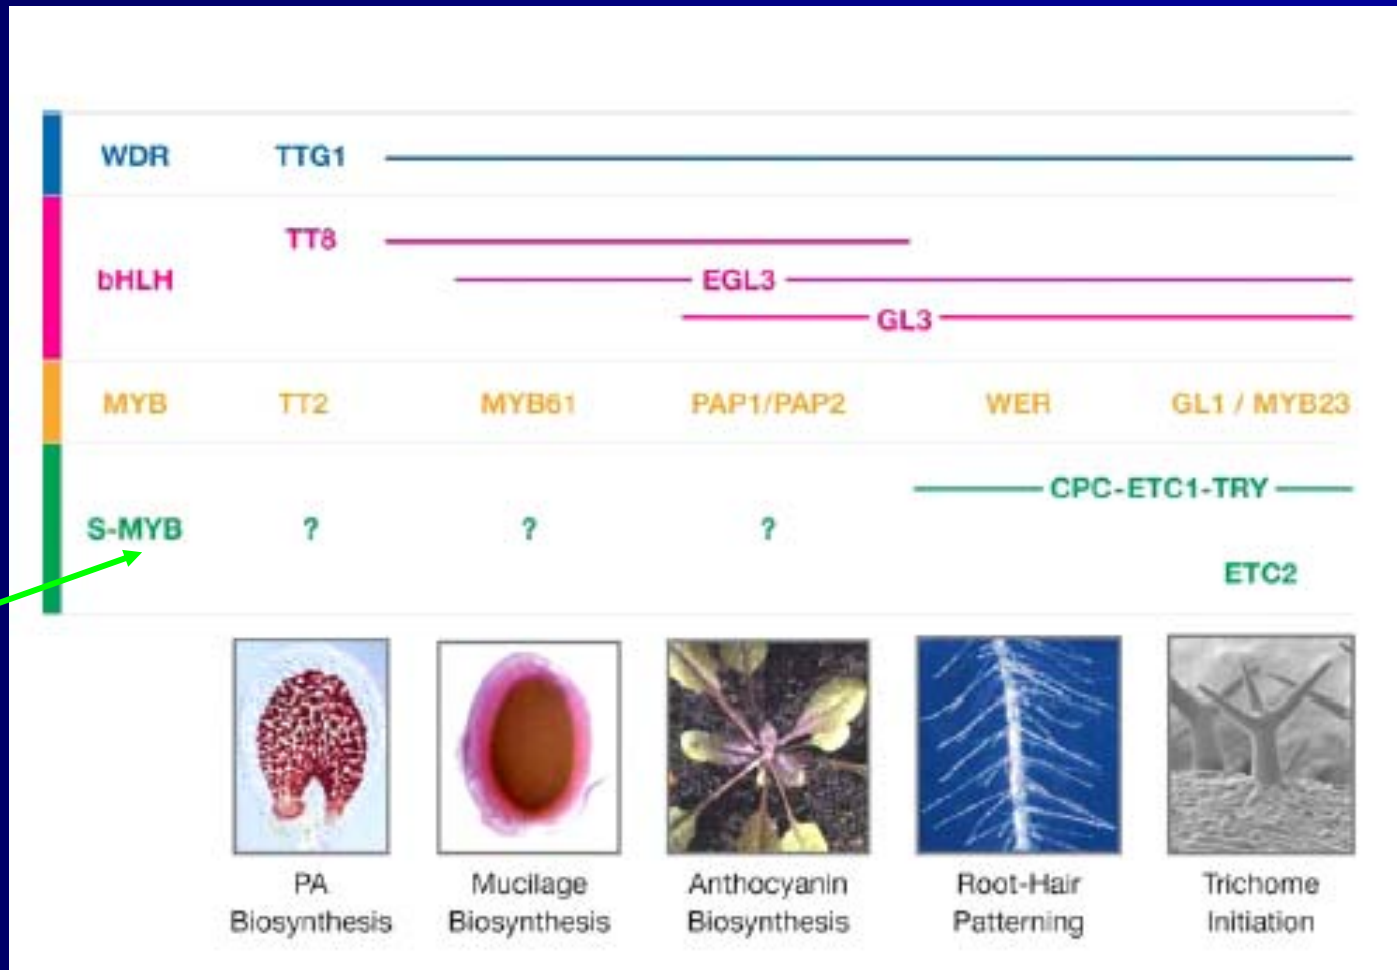 WDR TTG1
TT8
bHLH EGL3
GL3
MYB TT2 MYB61 PAP1/PAP2 WER GL1 / MYB23
CPC-ETC1-TRY
S-MYB ? ? ?
ETC2
PA Mucilage Anthocyanin Root-Hair Trichome
Biosynthesis Biosynthesis Biosynthesis Patterning Initiation